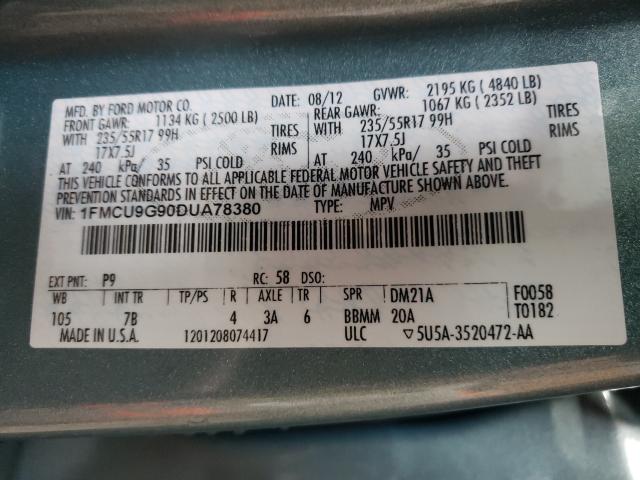 MFD. BY FORD MOTOR CO. DATE: 08/12 GVWR: 2195 KG ( 4840 LB)
FRONT GAWR: 1134 KG ( 2500 LB) REAR GAWR: 1067 KG ( 2352 LB)
WITH 235/55R17 99H TIRES WITH 235/55R17 99H TIRES
17X7.5J RIMS 17X7.5J RIMS
AT 240 kPa/ 35 PSI COLD AT 240 kPa/ 35 PSI COLD
THIS VEHICLE CONFORMS TO ALL APPLICABLE FEDERAL MOTOR VEHICLE SAFETY AND THEFT
PREVENTION STANDARDS IN EFFECT ON THE DATE OF MANUFACTURE SHOWN ABOVE.
VIN: 1FMCU9G90DUA78380 TYPE: MPV
EXT PNT: P9 RC: 58 DSO:
WB INT TR TP/PS R AXLE TR SPR DM21A F0058
105 7B 4 3A 6 BBMM 20A T0182
MADE IN U.S.A. 1201208074417 ULC ▽5U5A-3520472-AA